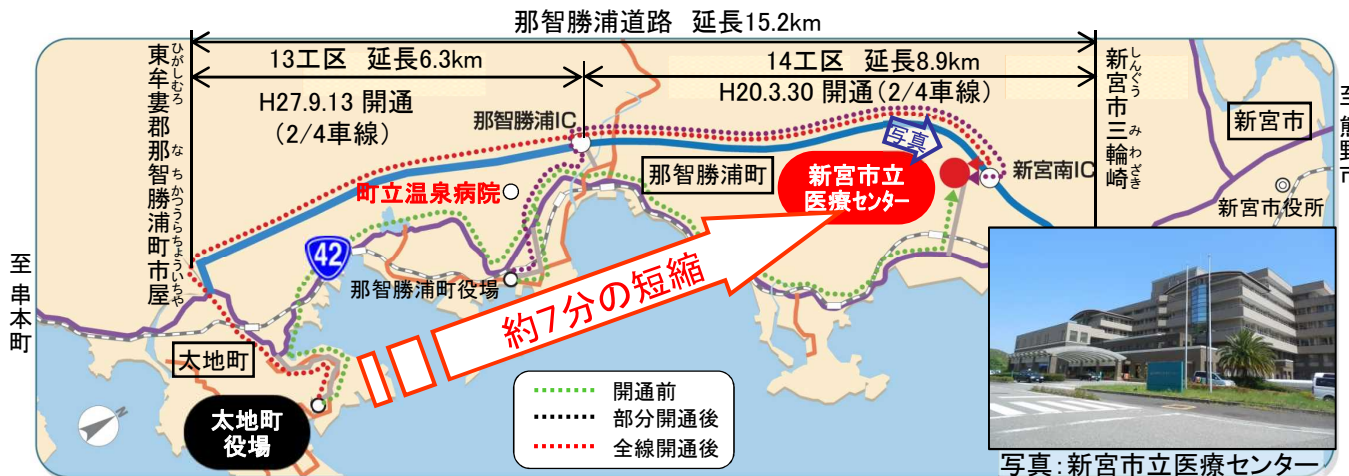 那智勝浦道路 延長15.2km
13工区 延長6.3km
14工区 延長8.9km
H27.9.13 開通
(2/4車線)
H20.3.30 開通(2/4車線)
東牟婁郡那智勝浦町市屋
ひがしむろ
なちかつうらちょういちや
新宮市三輪崎
しんぐう
みわざき
至 熊野市
至 串本町
新宮市
新宮市役所
那智勝浦IC
写真
新宮南IC
那智勝浦町
新宮市立
医療センター
町立温泉病院
42
那智勝浦町役場
約7分の短縮
太地町
太地町
役場
N
開通前
部分開通後
全線開通後
写真:新宮市立医療センター